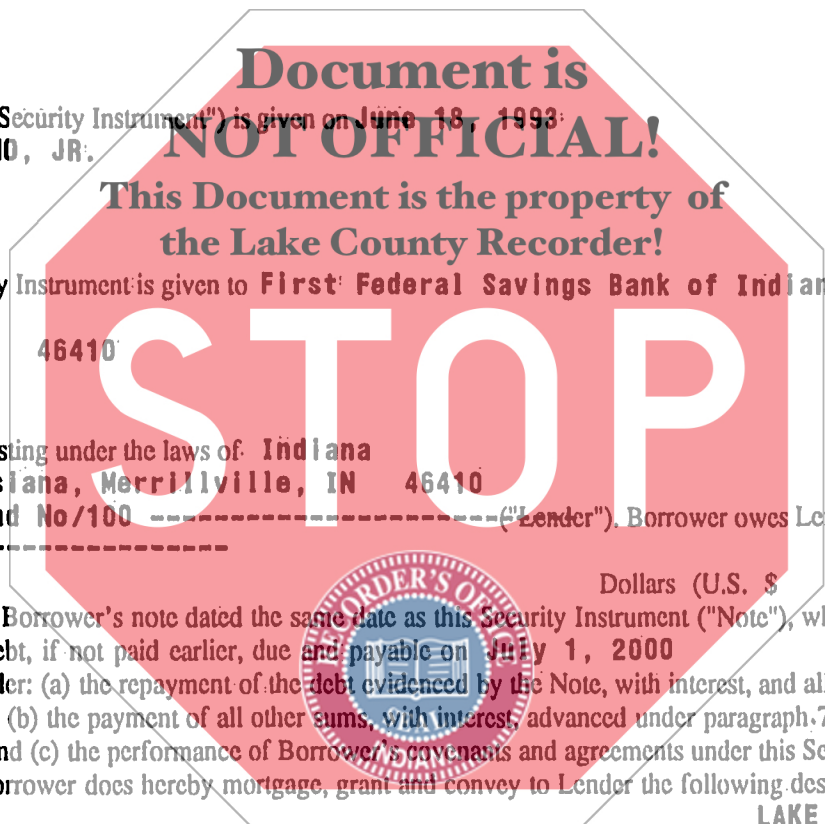 Document is
Security Instrument") is given on June 18, 1993
NOT OFFICIAL!
O, JR.
This Document is the property of
the Lake County Recorder!
y Instrument is given to First Federal Savings Bank of Indian
46410
STOP
sting under the laws of Indiana
iana, Merrillville, IN 46410
d No/100 ------------------------("Lender"). Borrower owes Le
-----------------
Dollars (U.S. $
RECORDER'S OFFICE
Borrower's note dated the same date as this Security Instrument ("Note"), wh
ebt, if not paid earlier, due and payable on July 1, 2000
er: (a) the repayment of the debt evidenced by the Note, with interest, and all
(b) the payment of all other sums, with interest, advanced under paragraph 7
nd (c) the performance of Borrower's covenants and agreements under this Se
INDIANA
orrower does hereby mortgage, grant and convey to Lender the following des
LAKE